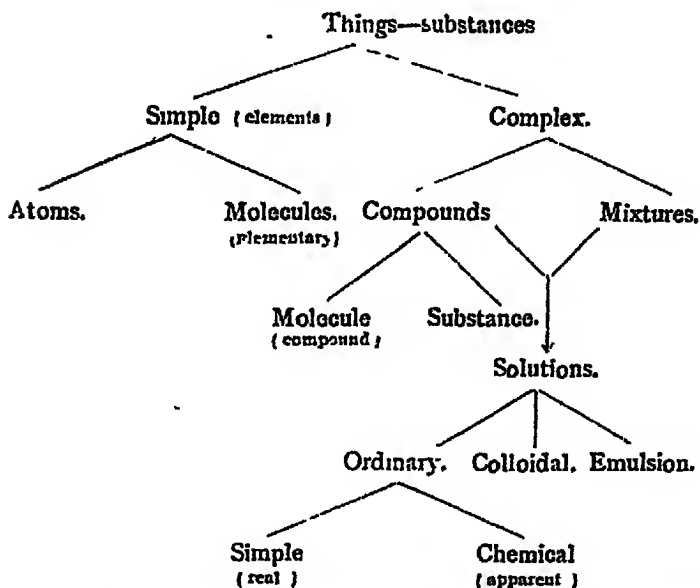 Things—substances
Simple (elements) Complex.
Atoms. Molecules. Compounds Mixtures.
(elementary)
Molecule Substance.
(compound)
Solutions.
Ordinary. Colloidal. Emulsion.
Simple Chemical
(real) (apparent)